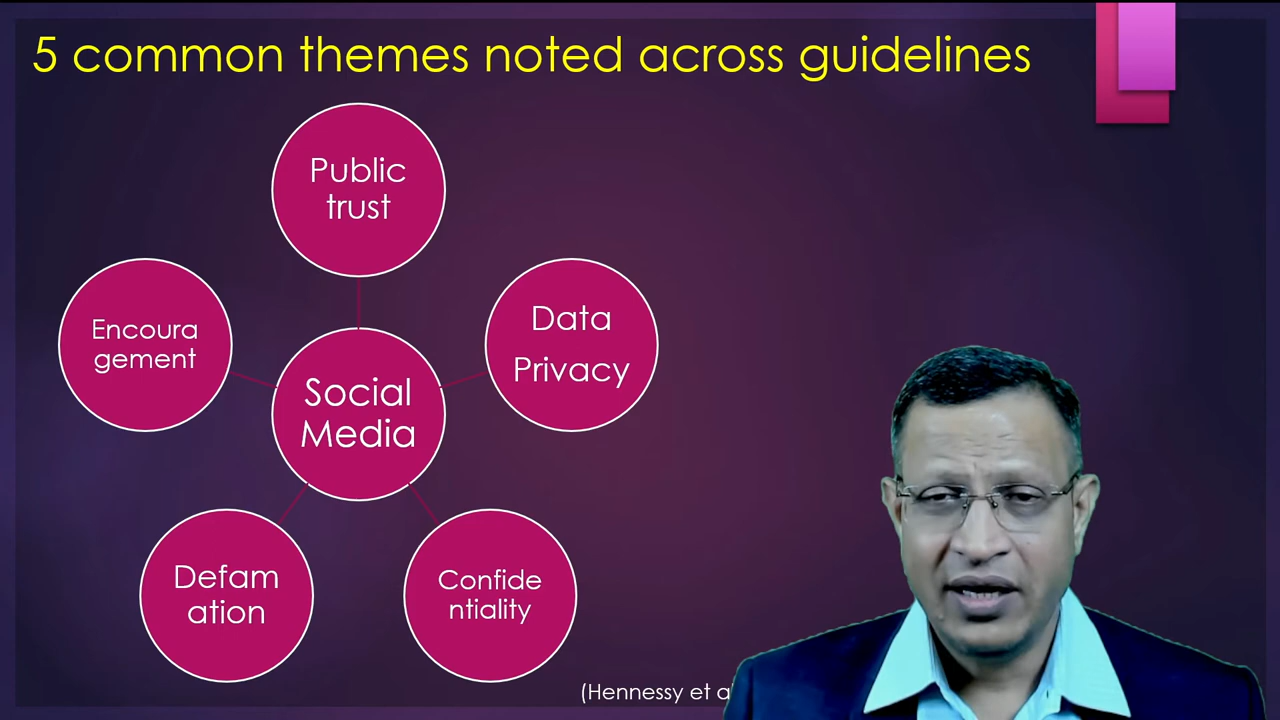 5 common themes noted across guidelines
Public
trust
Encoura
gement
Data
Privacy
Social
Media
Defam
ation
Confide
ntiality
(Hennessy et a